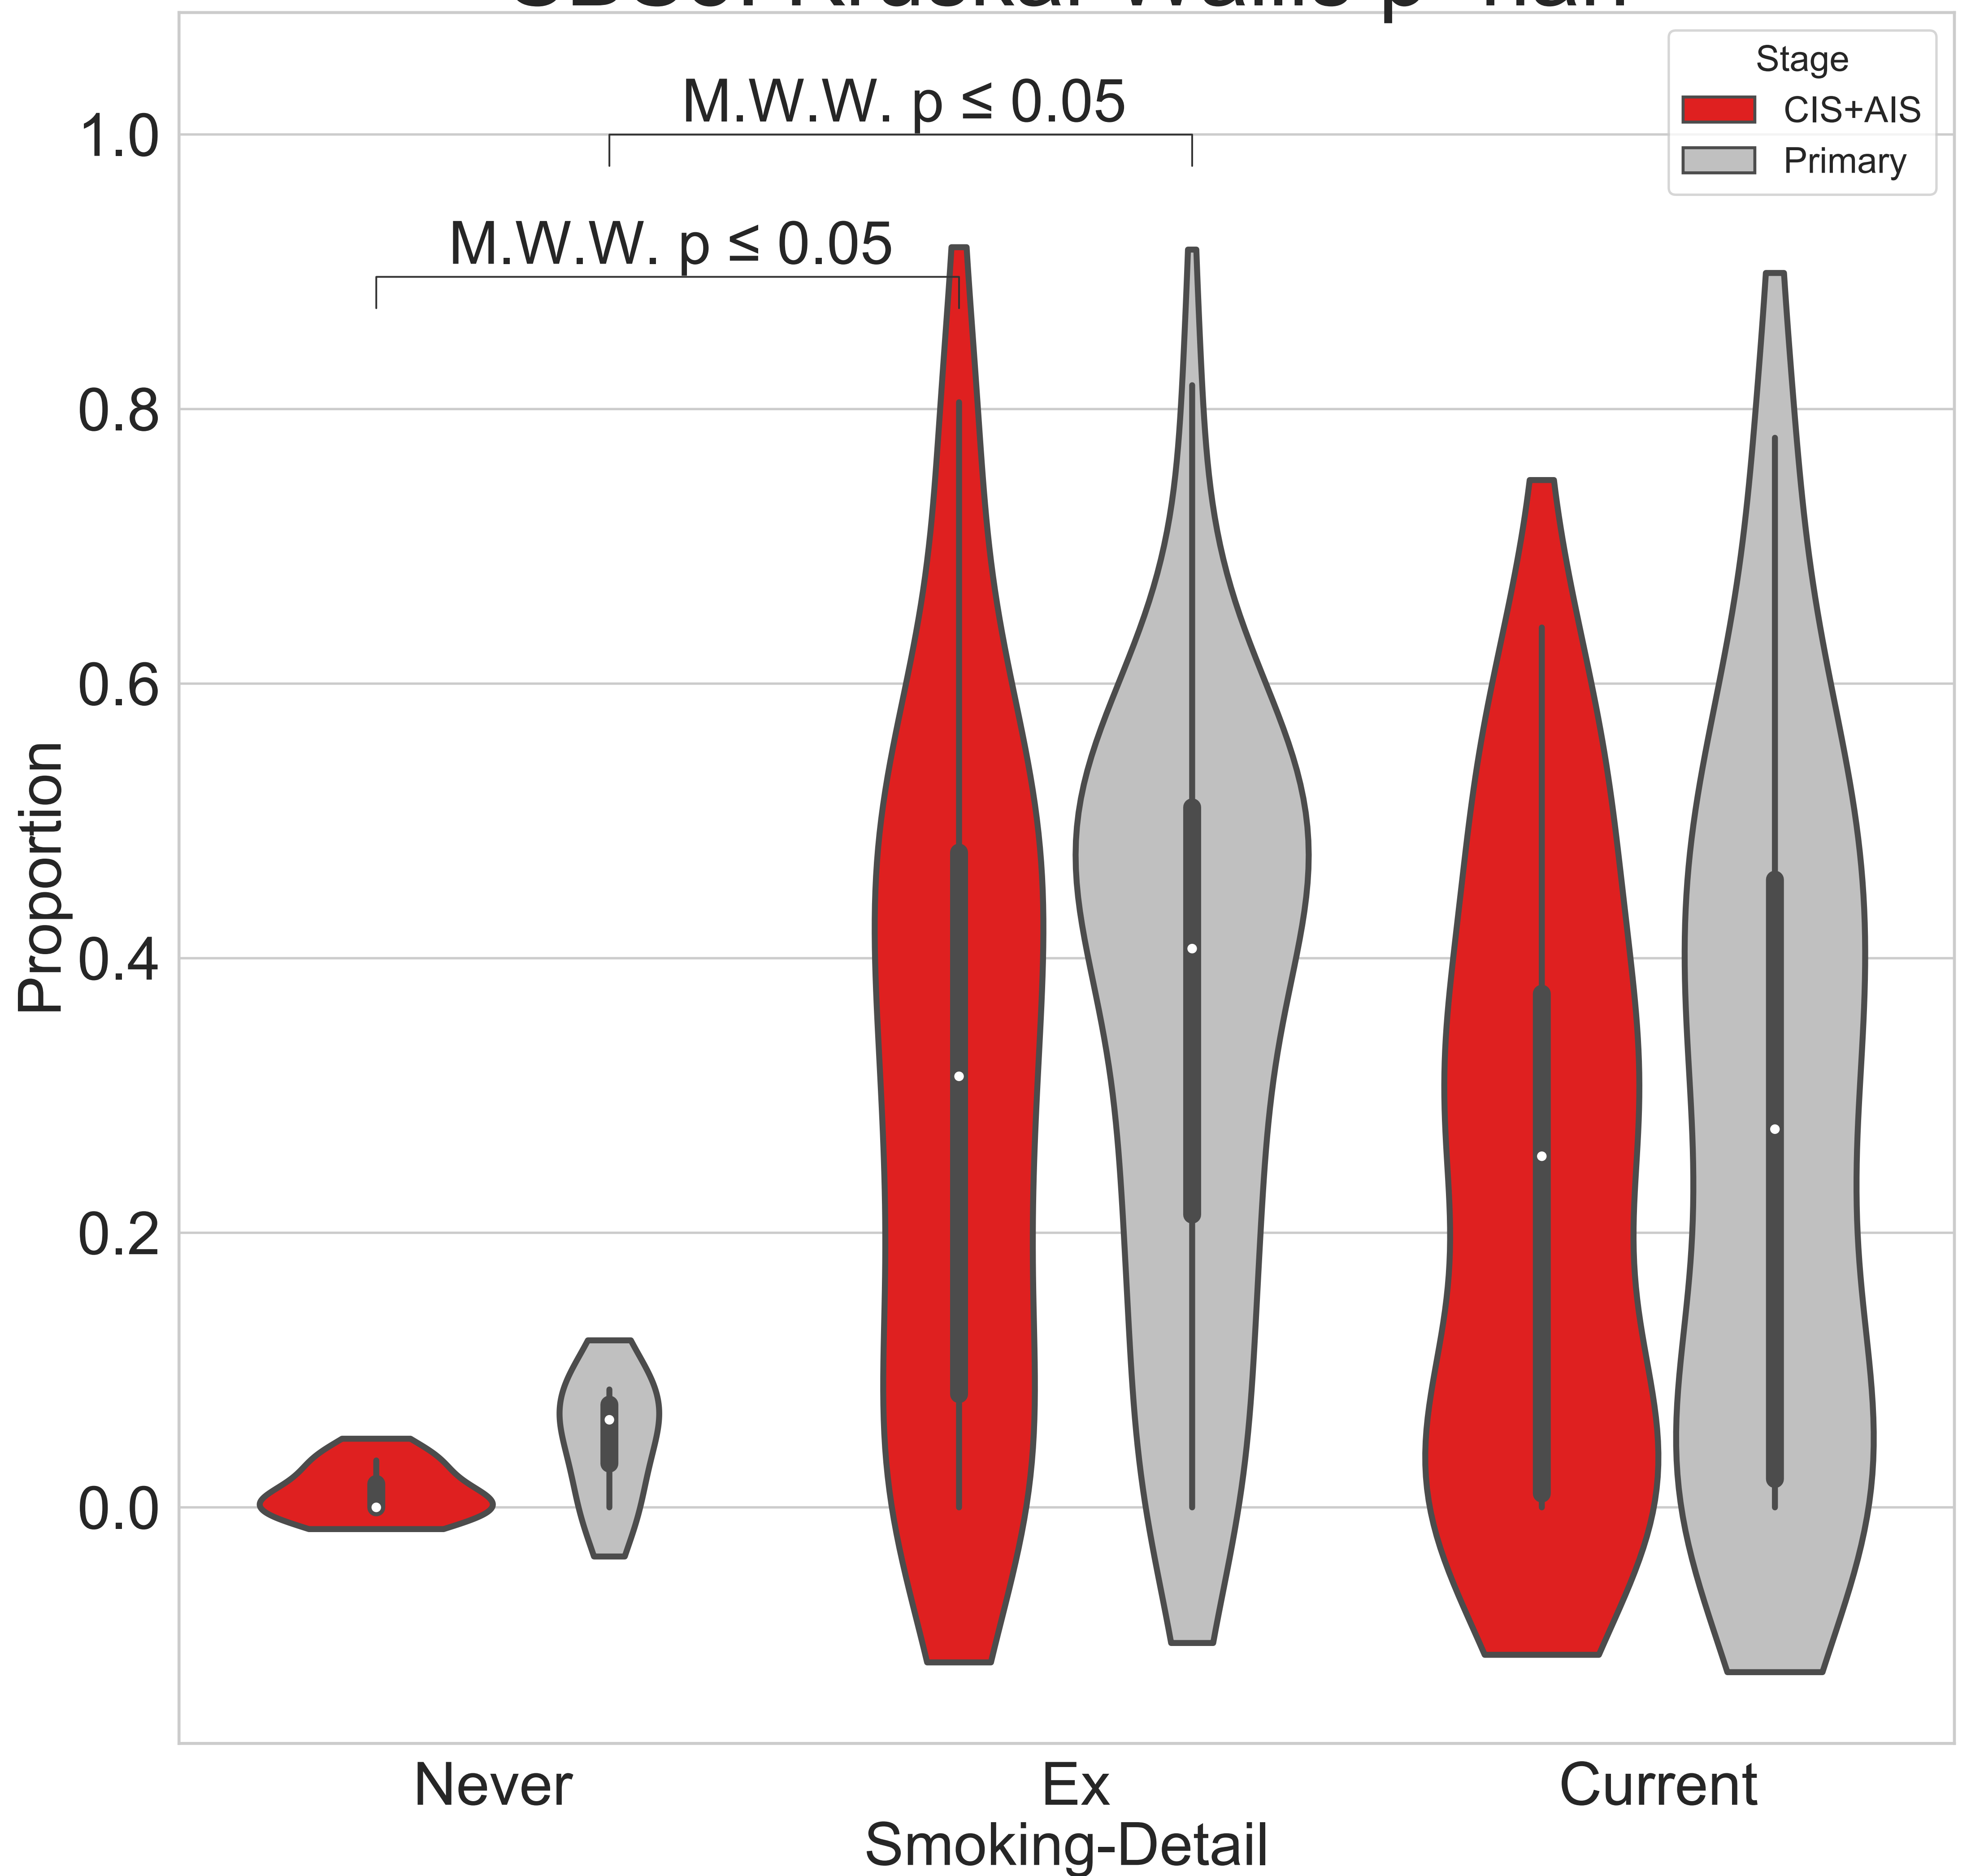 Stage
CIS+AIS
Primary
M.W.W. p ≤ 0.05
M.W.W. p ≤ 0.05
1.0
0.8
0.6
0.4
0.2
0.0
Proportion
Never
Ex
Current
Smoking-Detail